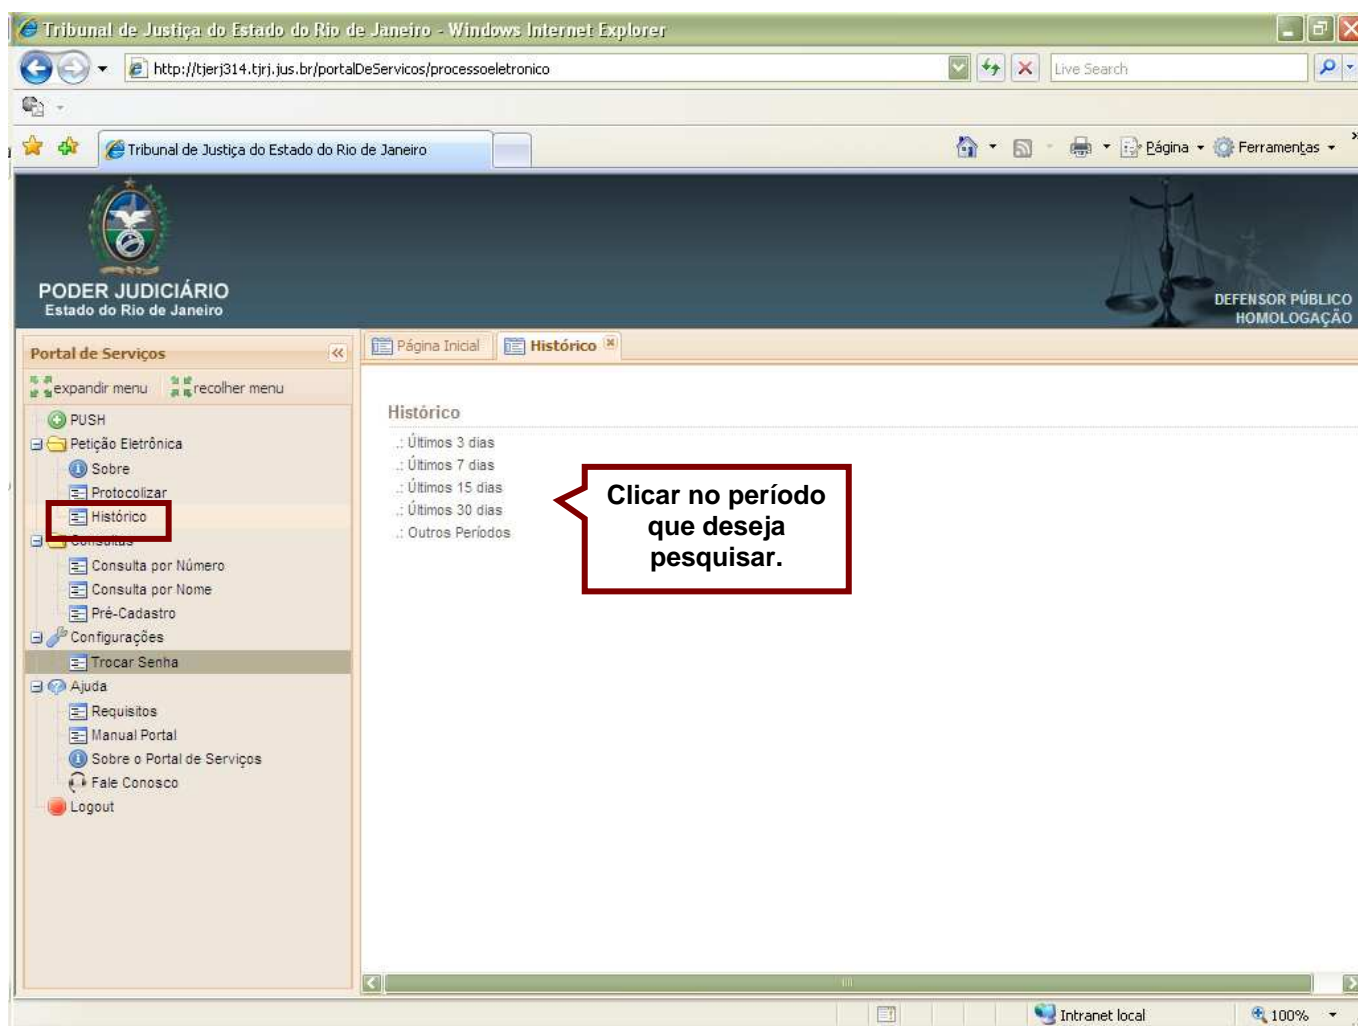 Tribunal de Justiça do Estado do Rio de Janeiro - Windows Internet Explorer
http://tjerj314.tjrj.jus.br/portalDeServicos/processoeletronico
Live Search
Tribunal de Justiça do Estado do Rio de Janeiro
Página
Ferramentas
PODER JUDICIÁRIO
Estado do Rio de Janeiro
DEFENSOR PÚBLICO
HOMOLOGAÇÃO
Portal de Serviços
Página Inicial
Histórico
expandir menu
recolher menu
PUSH
Petição Eletrônica
Sobre
Protocolizar
Histórico
Consultas
Consulta por Número
Consulta por Nome
Pré-Cadastro
Configurações
Trocar Senha
Ajuda
Requisitos
Manual Portal
Sobre o Portal de Serviços
Fale Conosco
Logout
Histórico
.: Últimos 3 dias
.: Últimos 7 dias
.: Últimos 15 dias
.: Últimos 30 dias
.: Outros Períodos
Clicar no período
que deseja
pesquisar.
Intranet local
100%